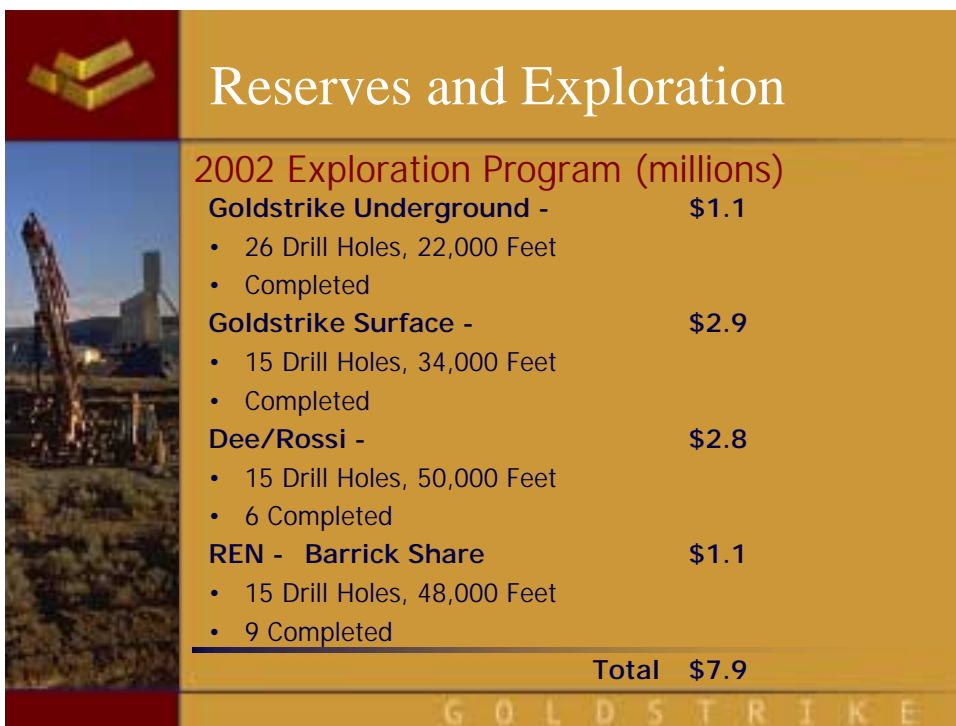 Reserves and Exploration
2002 Exploration Program (millions)
Goldstrike Underground - $1.1
• 26 Drill Holes, 22,000 Feet
• Completed
Goldstrike Surface - $2.9
• 15 Drill Holes, 34,000 Feet
• Completed
Dee/Rossi - $2.8
• 15 Drill Holes, 50,000 Feet
• 6 Completed
REN - Barrick Share $1.1
• 15 Drill Holes, 48,000 Feet
• 9 Completed
Total $7.9
GOLDSTRIKE